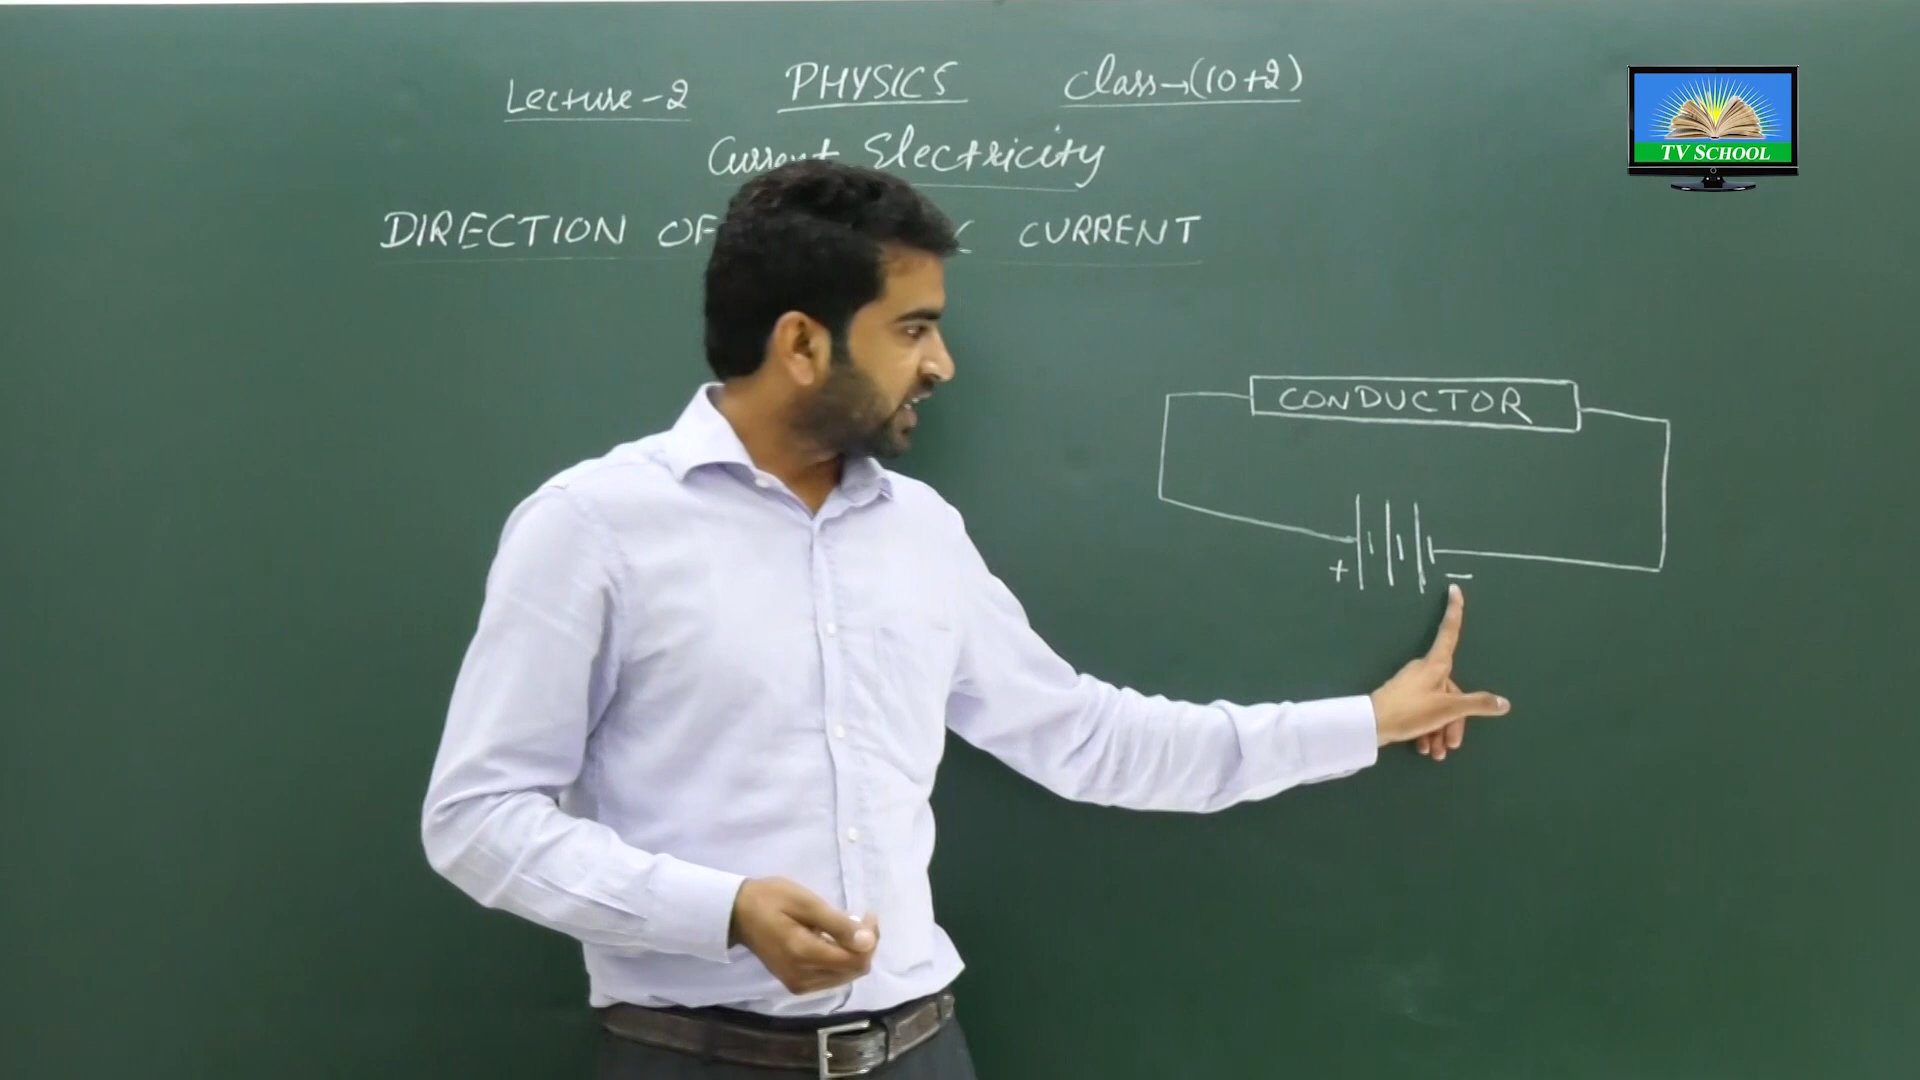 Lecture-2 PHYSICS Class→(10+2)
Current Electricity
DIRECTION OF CURRENT
CONDUCTOR
+ −
TV SCHOOL